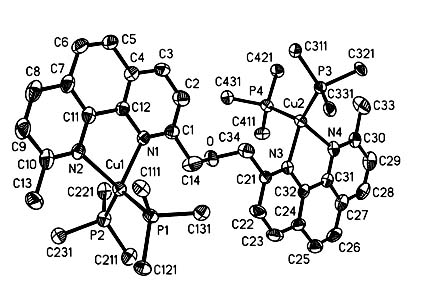 C6 C5
C4 C3
C8 C7 C2
C11 C12 C1
C9 C10 N2 N1
C13 Cu1 C14 O C34
C221 C111
C231 P2 P1 C131
C211 C121
C421 C311
C431 P4 P3 C321
Cu2 C331 C33
C411 N4 C30
N3 C29
C21 C32 C31 C28
C22 C24 C27
C23 C25 C26